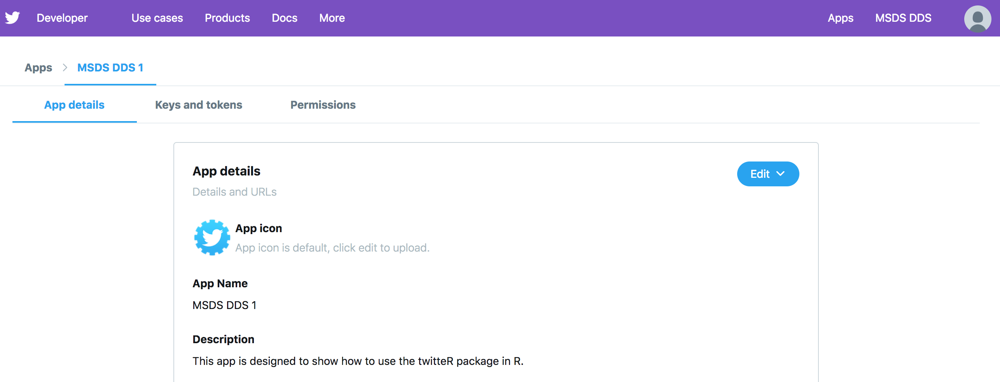 Developer Use cases Products Docs More Apps MSDS DDS
Apps MSDS DDS 1
App details Keys and tokens Permissions
App details
Edit
Details and URLs
App icon
App icon is default, click edit to upload.
App Name
MSDS DDS 1
Description
This app is designed to show how to use the twitteR package in R.